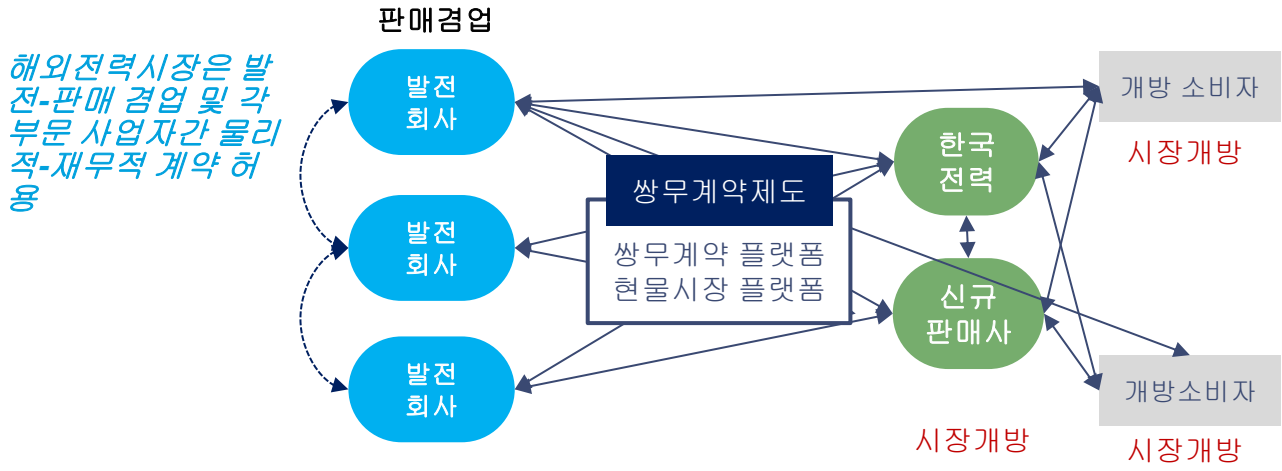 판매겸업
해외전력시장은 발
전-판매 겸업 및 각
부문 사업자간 물리
적-재무적 계약 허
용
발전
회사
발전
회사
발전
회사
쌍무계약제도
쌍무계약 플랫폼
현물시장 플랫폼
한국
전력
신규
판매사
시장개방
개방 소비자
시장개방
개방소비자
시장개방